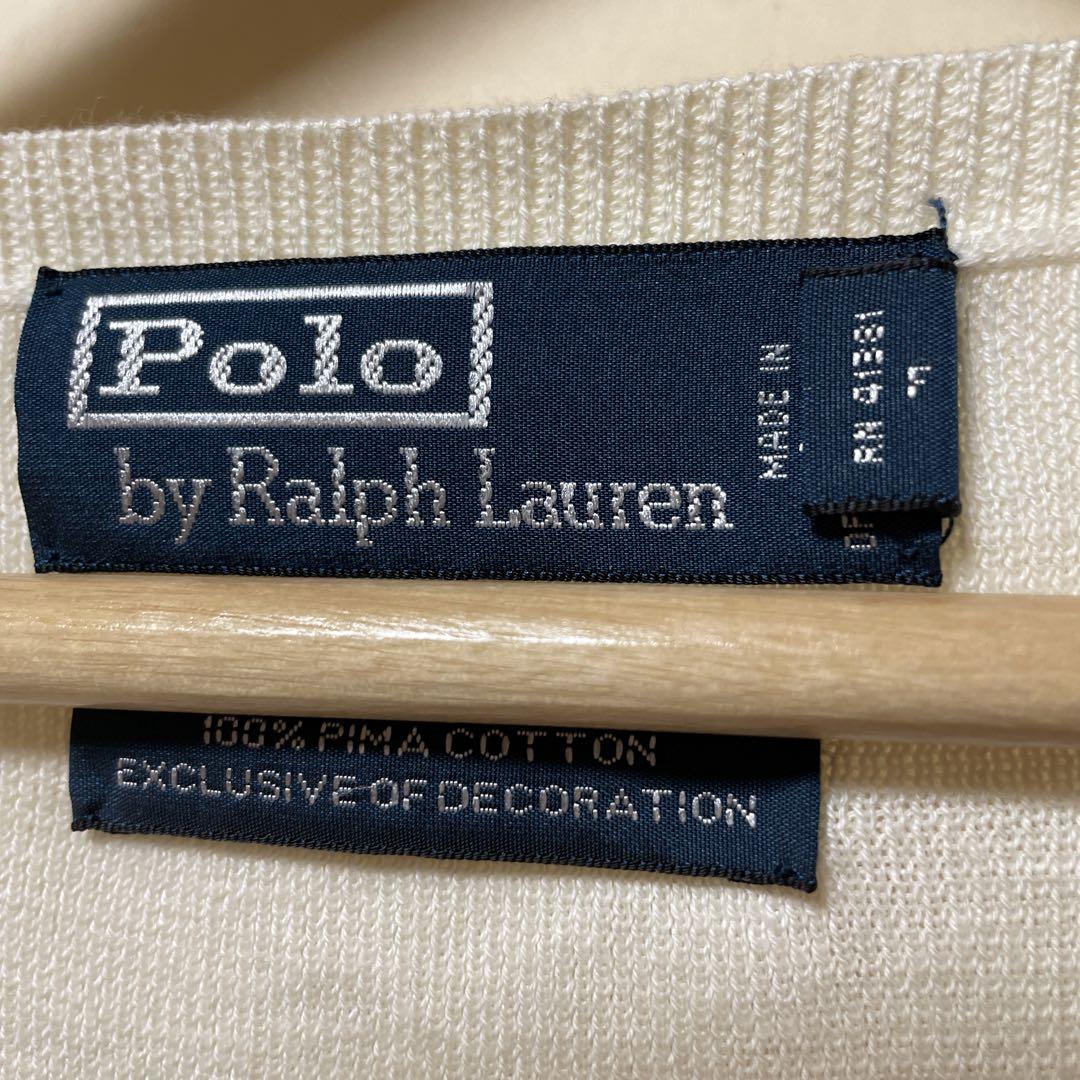 Polo
by Ralph Lauren
MADE IN
RN 41381
100% PIMA COTTON
EXCLUSIVE OF DECORATION